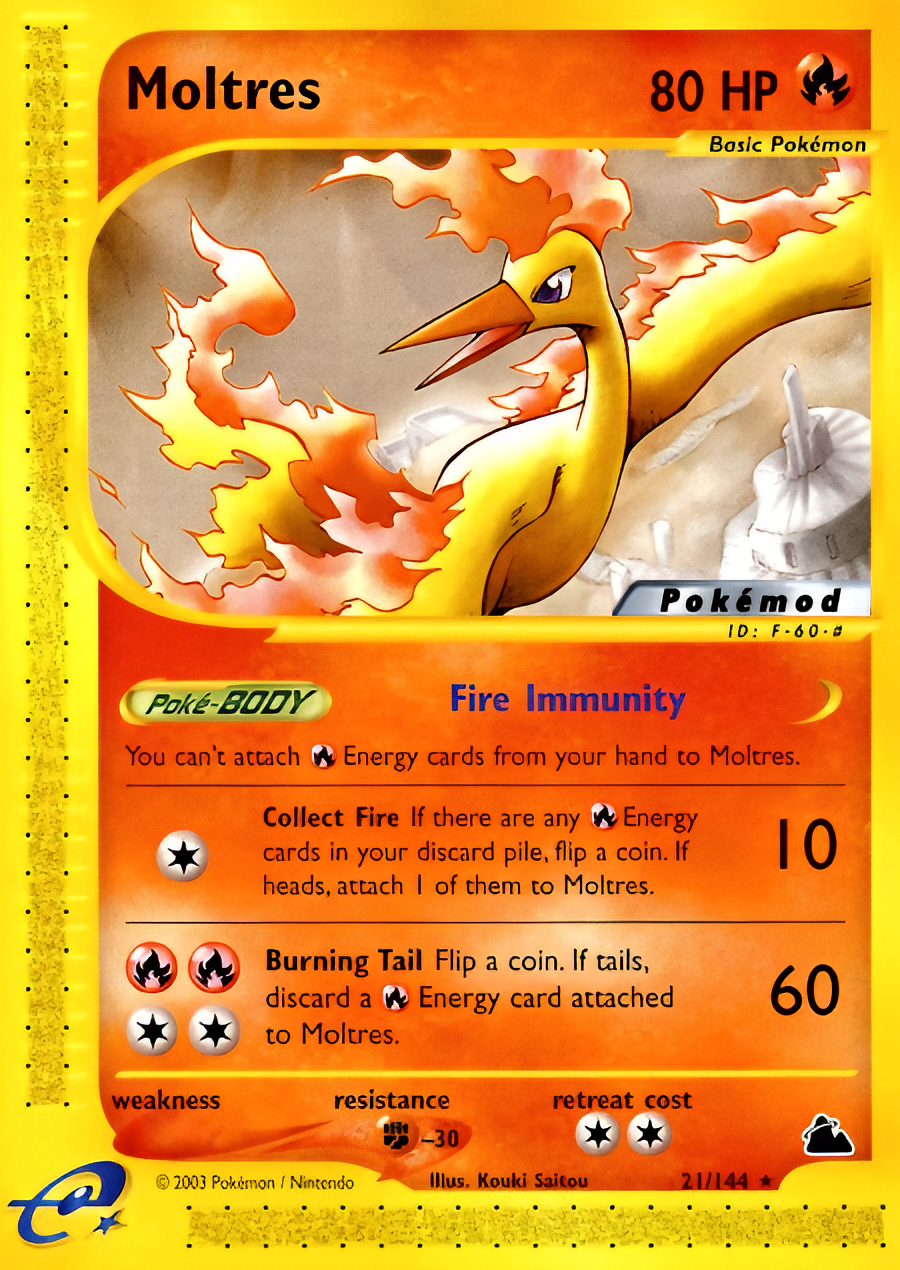 Moltres
80 HP
Basic Pokémon
Pokémod
ID: F-60-#
Poké-BODY
Fire Immunity
You can't attach Energy cards from your hand to Moltres.
Collect Fire If there are any Energy
cards in your discard pile, flip a coin. If
heads, attach 1 of them to Moltres.
10
Burning Tail Flip a coin. If tails,
discard a Energy card attached
to Moltres.
60
weakness
resistance
retreat cost
-30
e
© 2003 Pokémon / Nintendo
Illus. Kouki Saitou
21/144 ★